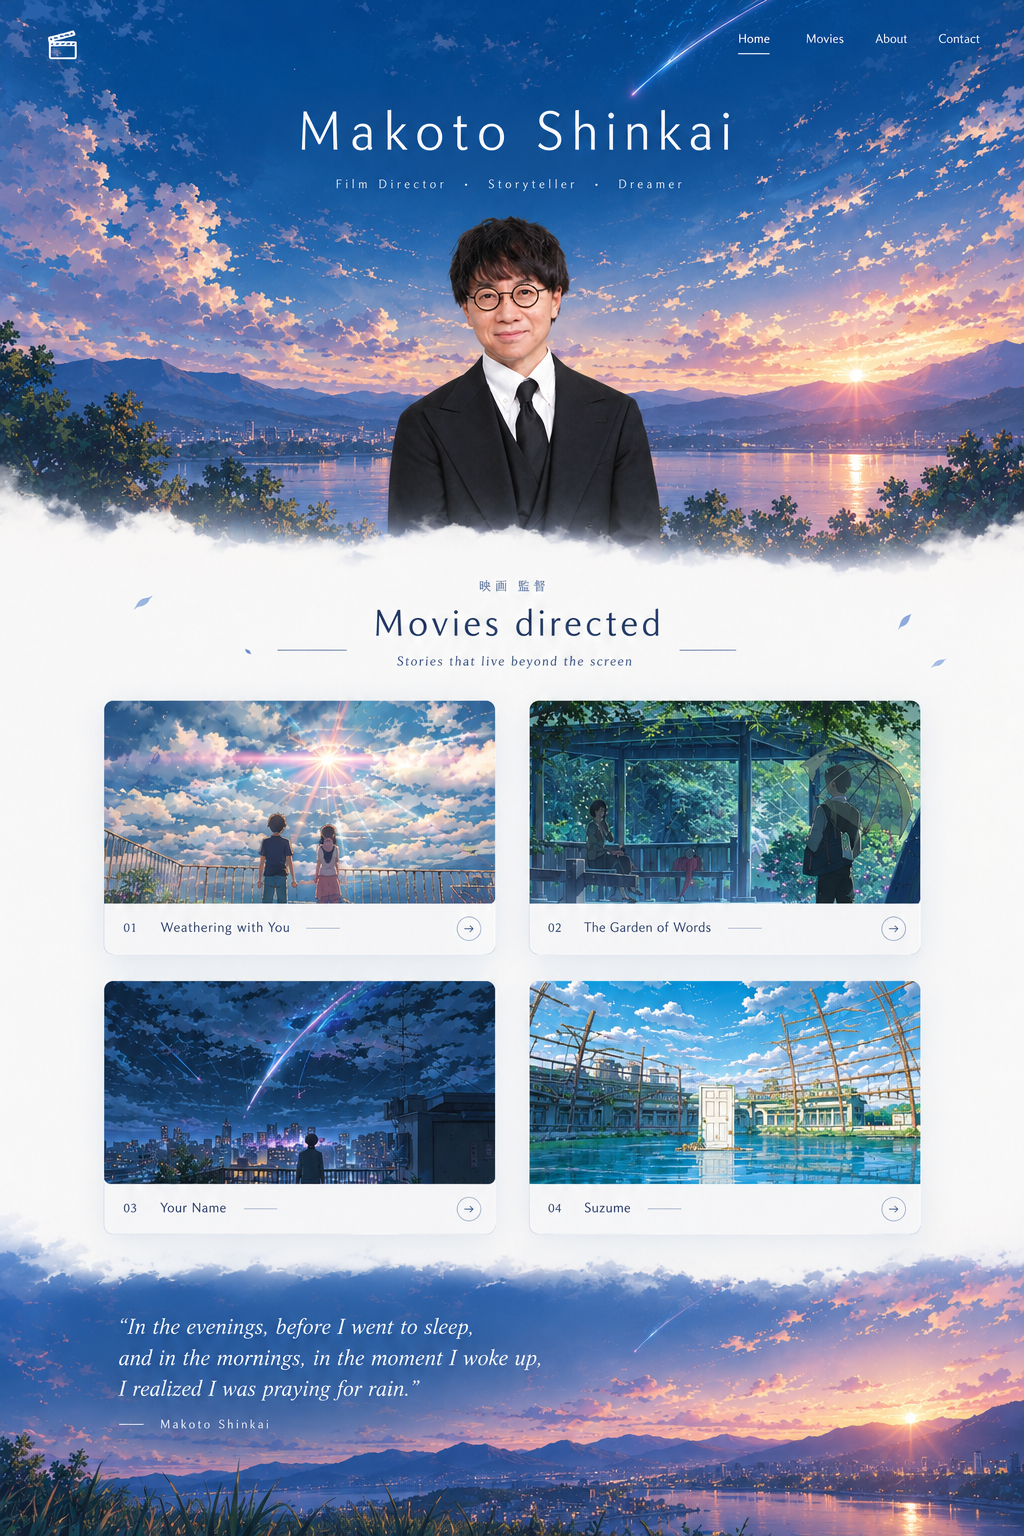 Home Movies About Contact
Makoto Shinkai
Film Director • Storyteller • Dreamer
映画 監督
Movies directed
Stories that live beyond the screen
01 Weathering with You
02 The Garden of Words
03 Your Name
04 Suzume
“In the evenings, before I went to sleep,
and in the mornings, in the moment I woke up,
I realized I was praying for rain.”
Makoto Shinkai